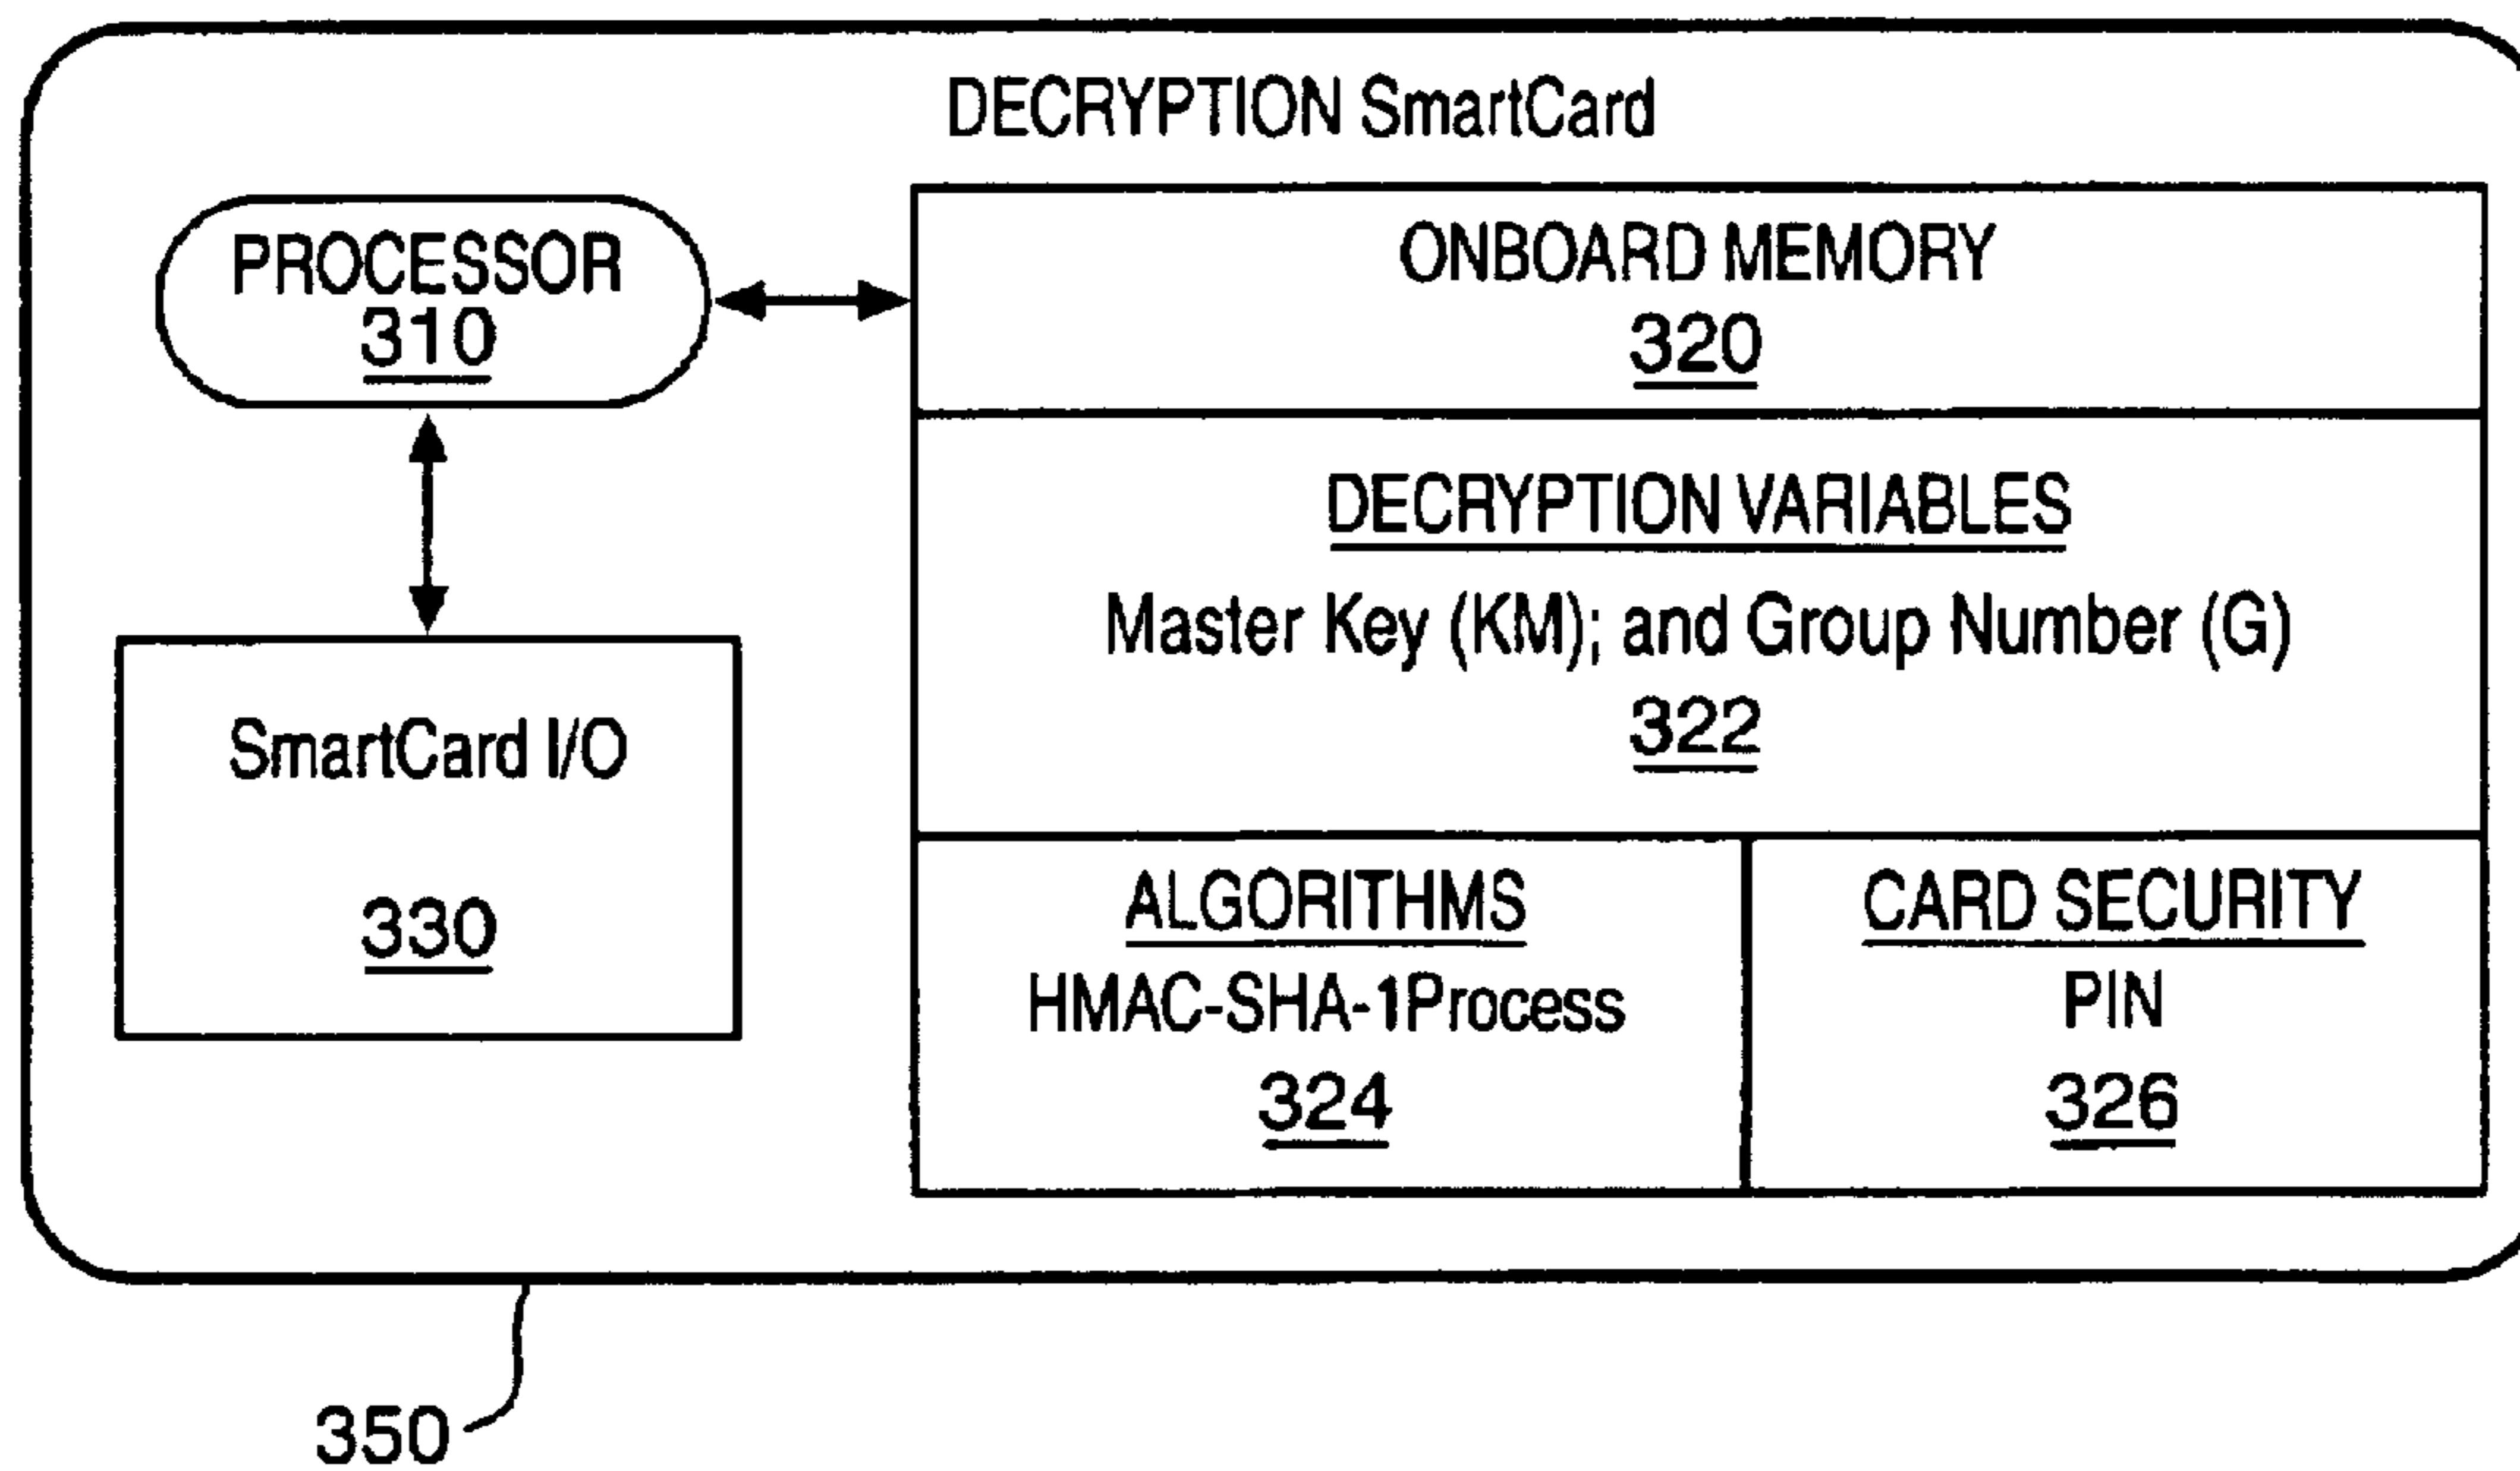 DECRYPTION SmartCard
PROCESSOR
310
SmartCard I/O
330
ONBOARD MEMORY
320
DECRYPTION VARIABLES
Master Key (KM); and Group Number (G)
322
ALGORITHMS
HMAC-SHA-1Process
324
CARD SECURITY
PIN
326
350